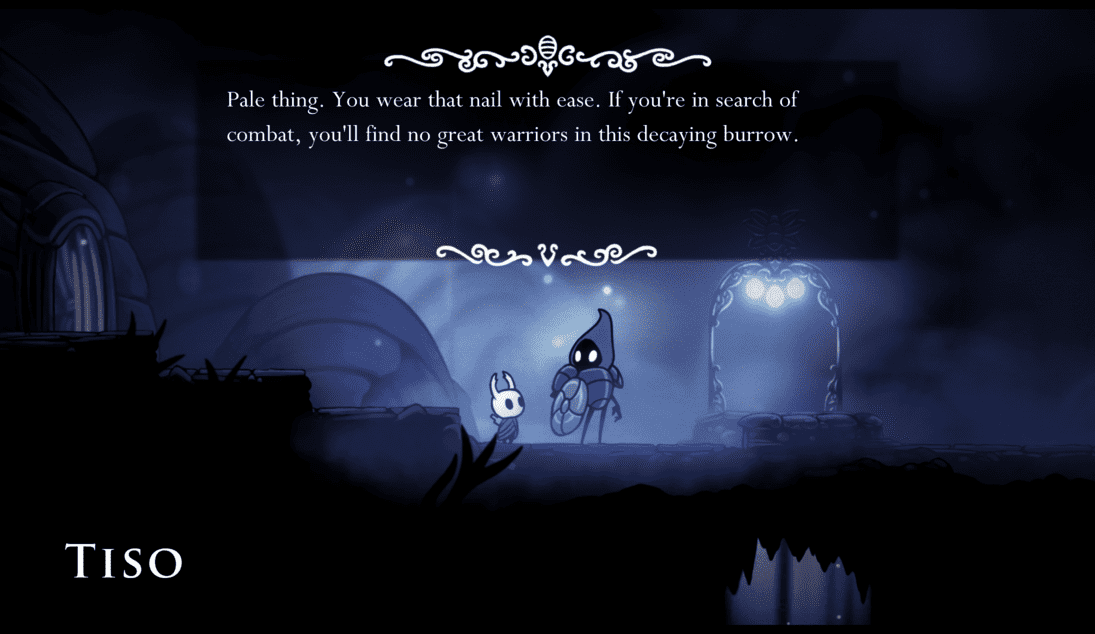 Pale thing. You wear that nail with ease. If you're in search of
combat, you'll find no great warriors in this decaying burrow.
Tiso